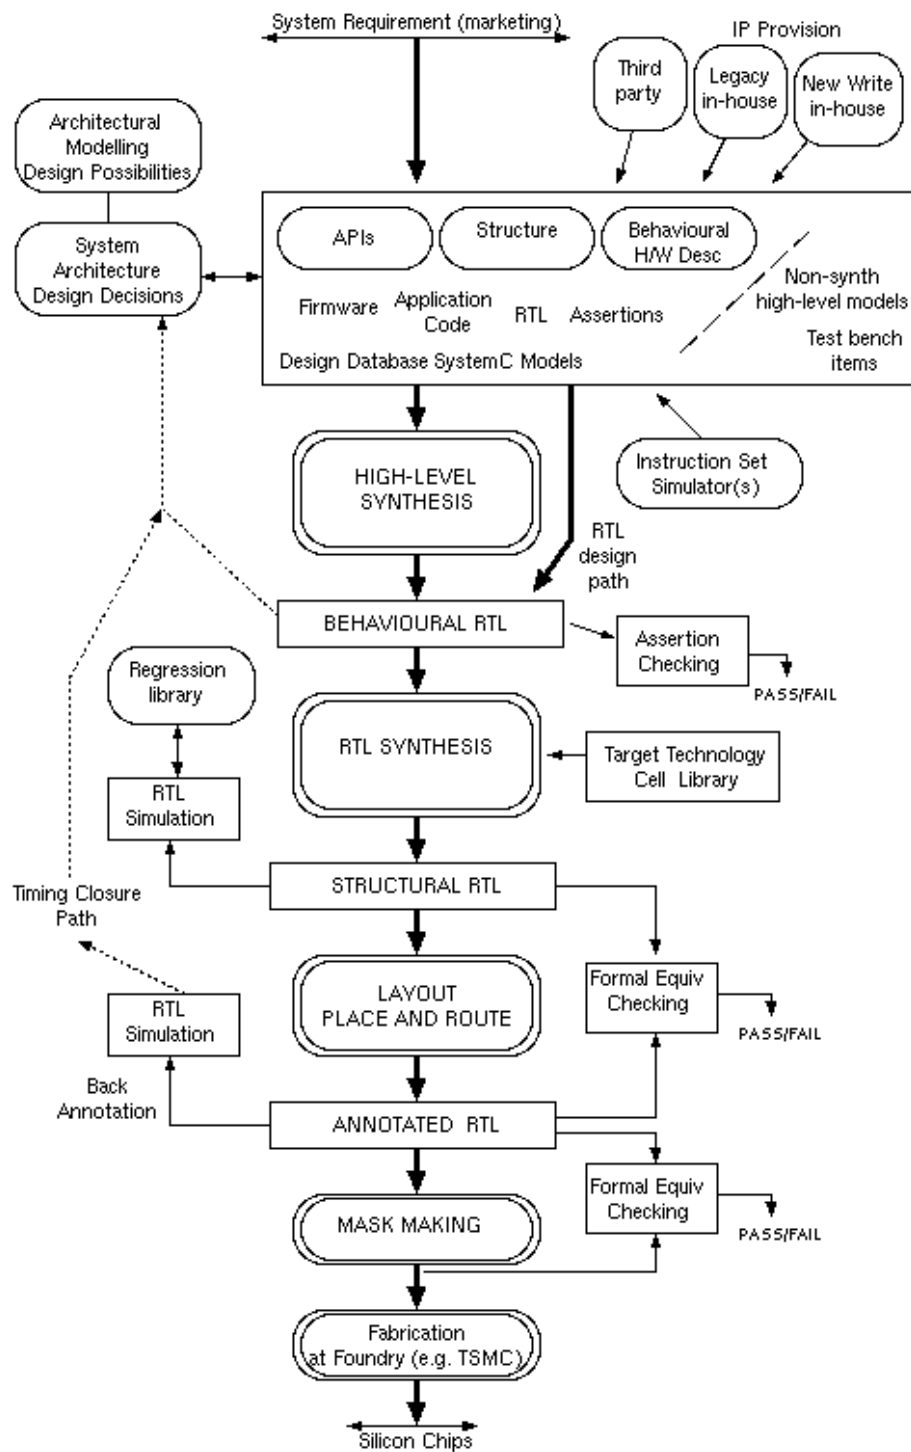 System Requirement (marketing)
IP Provision
Third
party
Legacy
in-house
New Write
in-house
Architectural
Modelling
Design Possibilities
System
Architecture
Design Decisions
APIs
Structure
Behavioural
H/W Desc
Non-synth
high-level models
Firmware
Application
Code
RTL
Assertions
Test bench
items
Design Database SystemC Models
HIGH-LEVEL
SYNTHESIS
Instruction Set
Simulator(s)
RTL
design
path
BEHAVIOURAL RTL
Assertion
Checking
PASS/FAIL
Regression
library
RTL SYNTHESIS
Target Technology
Cell Library
RTL
Simulation
STRUCTURAL RTL
Timing Closure
Path
LAYOUT
PLACE AND ROUTE
Formal Equiv
Checking
PASS/FAIL
RTL
Simulation
Back
Annotation
ANNOTATED RTL
Formal Equiv
Checking
PASS/FAIL
MASK MAKING
Fabrication
at Foundry (e.g. TSMC)
Silicon Chips